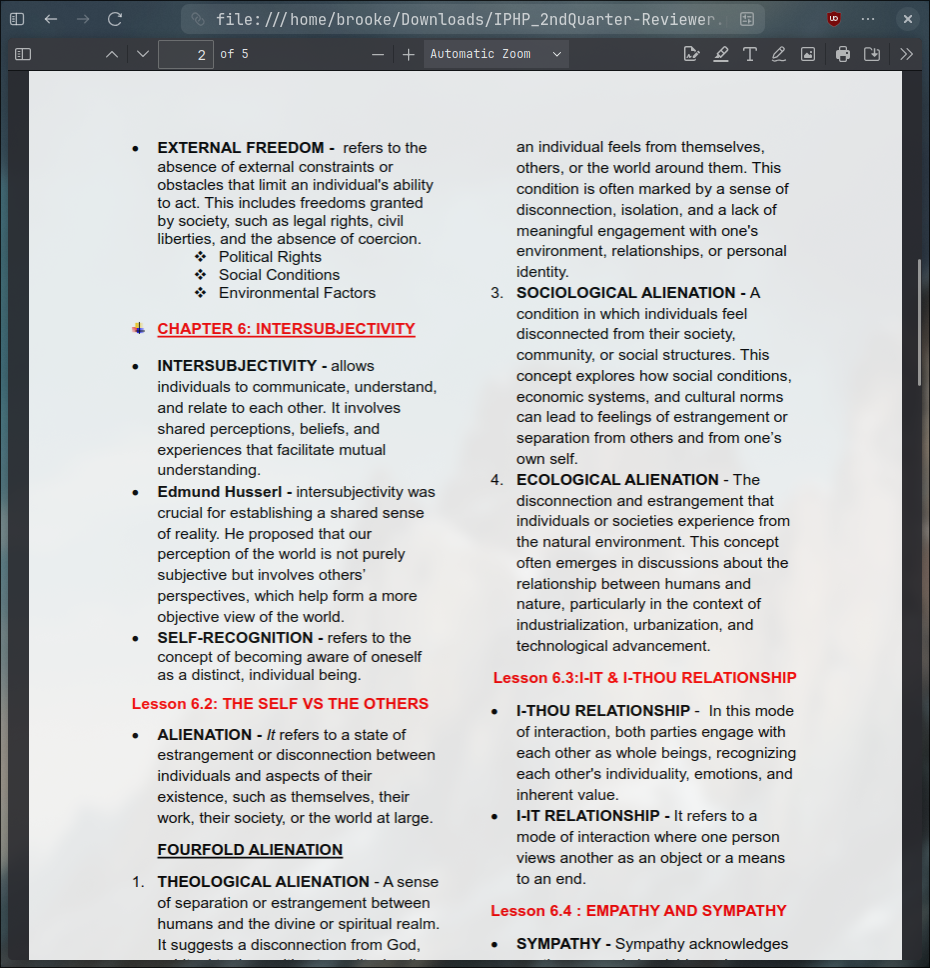 file:///home/brooke/Downloads/IPHP_2ndQuarter-Reviewer.
2 of 5
Automatic Zoom
• EXTERNAL FREEDOM - refers to the
absence of external constraints or
obstacles that limit an individual's ability
to act. This includes freedoms granted
by society, such as legal rights, civil
liberties, and the absence of coercion.
❖ Political Rights
❖ Social Conditions
❖ Environmental Factors
CHAPTER 6: INTERSUBJECTIVITY
• INTERSUBJECTIVITY - allows
individuals to communicate, understand,
and relate to each other. It involves
shared perceptions, beliefs, and
experiences that facilitate mutual
understanding.
• Edmund Husserl - intersubjectivity was
crucial for establishing a shared sense
of reality. He proposed that our
perception of the world is not purely
subjective but involves others’
perspectives, which help form a more
objective view of the world.
• SELF-RECOGNITION - refers to the
concept of becoming aware of oneself
as a distinct, individual being.
Lesson 6.2: THE SELF VS THE OTHERS
• ALIENATION - It refers to a state of
estrangement or disconnection between
individuals and aspects of their
existence, such as themselves, their
work, their society, or the world at large.
FOURFOLD ALIENATION
1. THEOLOGICAL ALIENATION - A sense
of separation or estrangement between
humans and the divine or spiritual realm.
It suggests a disconnection from God,
an individual feels from themselves,
others, or the world around them. This
condition is often marked by a sense of
disconnection, isolation, and a lack of
meaningful engagement with one's
environment, relationships, or personal
identity.
3. SOCIOLOGICAL ALIENATION - A
condition in which individuals feel
disconnected from their society,
community, or social structures. This
concept explores how social conditions,
economic systems, and cultural norms
can lead to feelings of estrangement or
separation from others and from one’s
own self.
4. ECOLOGICAL ALIENATION - The
disconnection and estrangement that
individuals or societies experience from
the natural environment. This concept
often emerges in discussions about the
relationship between humans and
nature, particularly in the context of
industrialization, urbanization, and
technological advancement.
Lesson 6.3:I-IT & I-THOU RELATIONSHIP
• I-THOU RELATIONSHIP - In this mode
of interaction, both parties engage with
each other as whole beings, recognizing
each other's individuality, emotions, and
inherent value.
• I-IT RELATIONSHIP - It refers to a
mode of interaction where one person
views another as an object or a means
to an end.
Lesson 6.4 : EMPATHY AND SYMPATHY
• SYMPATHY - Sympathy acknowledges